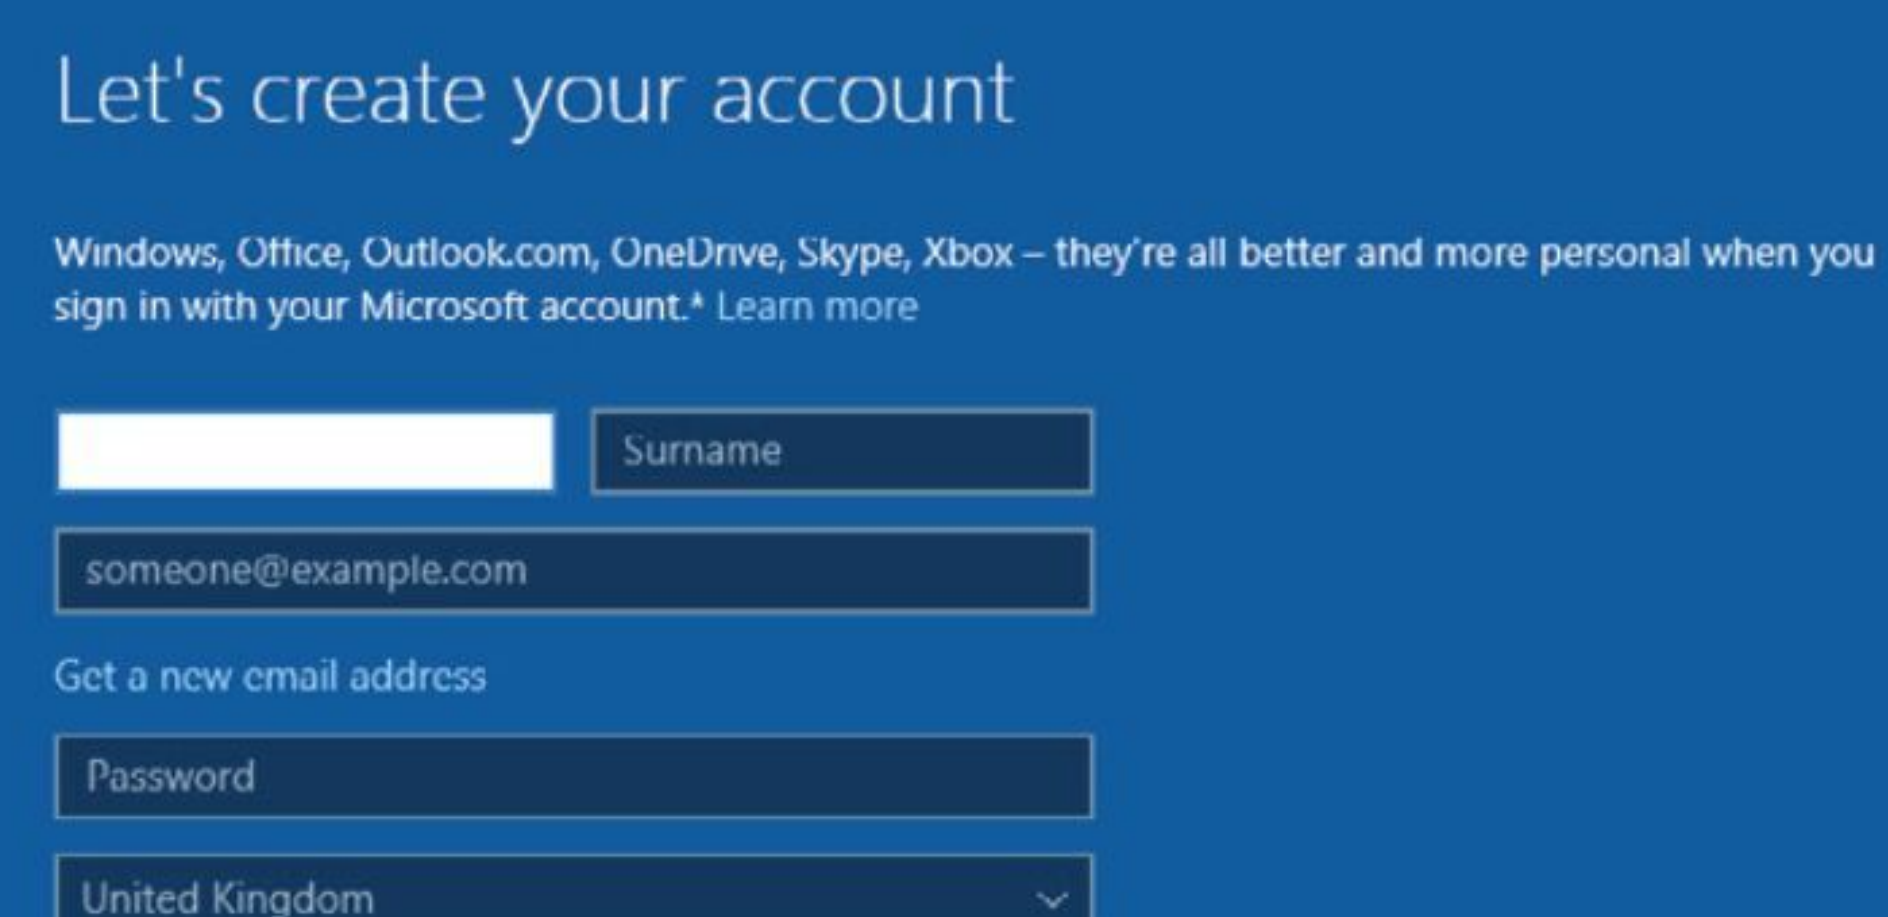 Let's create your account
Windows, Office, Outlook.com, OneDrive, Skype, Xbox – they're all better and more personal when you
sign in with your Microsoft account.* Learn more
Surname
someone@example.com
Get a new email address
Password
United Kingdom